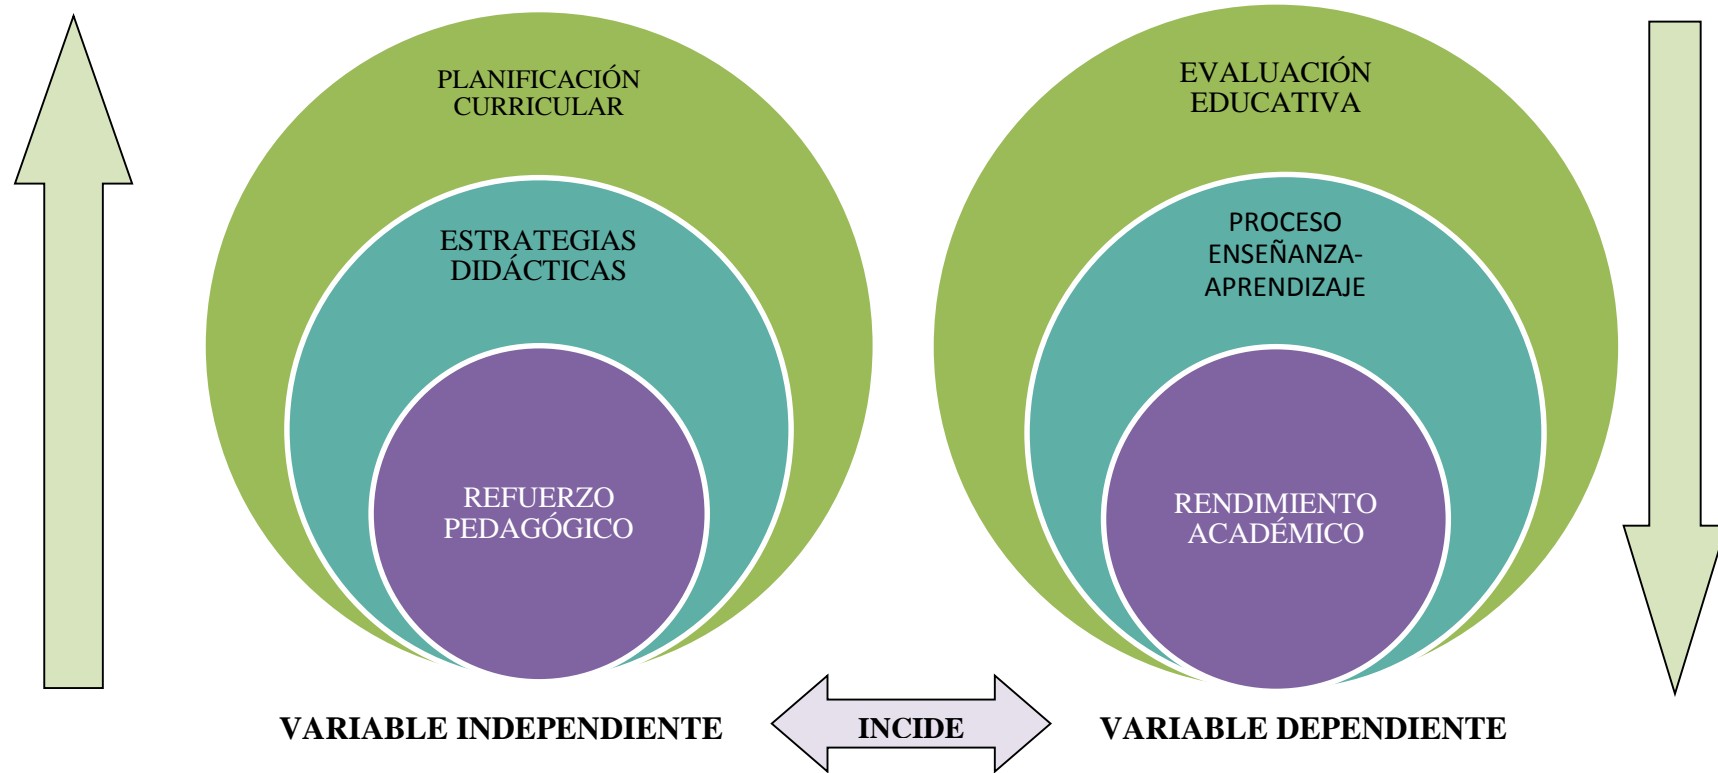 PLANIFICACIÓN
CURRICULAR
ESTRATEGIAS
DIDÁCTICAS
REFUERZO
PEDAGÓGICO
EVALUACIÓN
EDUCATIVA
PROCESO
ENSEÑANZA-
APRENDIZAJE
RENDIMIENTO
ACADÉMICO
VARIABLE INDEPENDIENTE
INCIDE
VARIABLE DEPENDIENTE